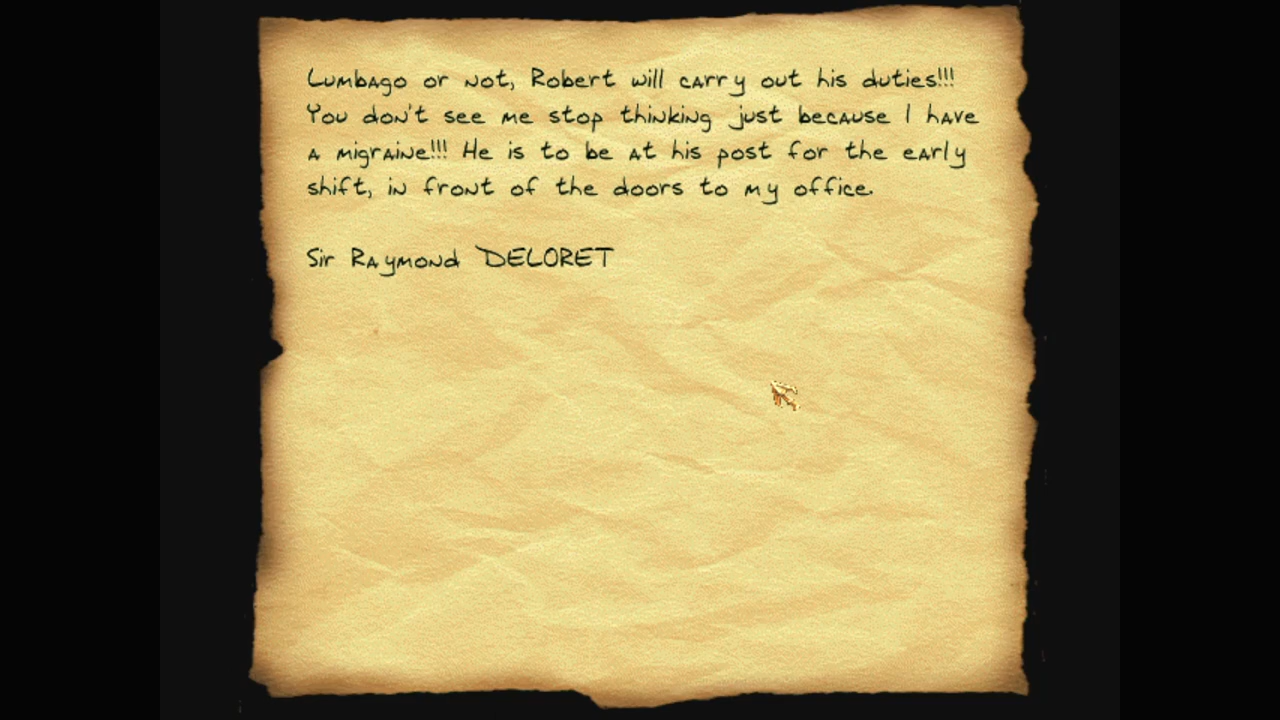 Lumbago or not, Robert will carry out his duties!!!
You don't see me stop thinking just because I have
a migraine!!! He is to be at his post for the early
shift, in front of the doors to my office.
Sir Raymond DELORET